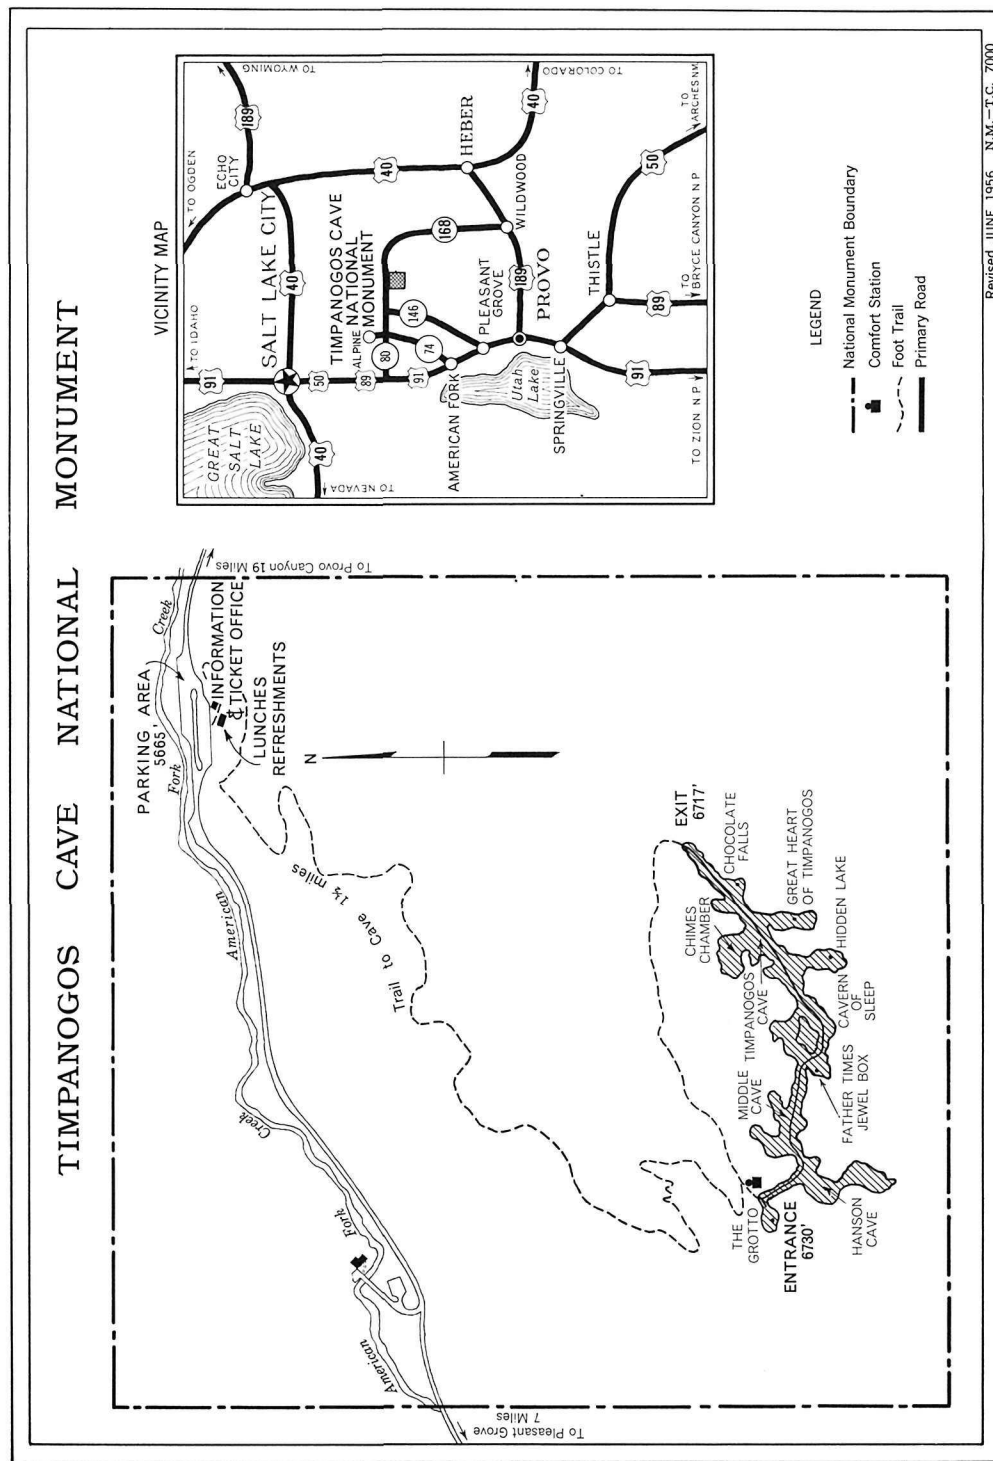 TIMPANOGOS CAVE NATIONAL MONUMENT
PARKING AREA
5665'
Creek
Fork
American
Creek
Fork
American
INFORMATION
& TICKET OFFICE
LUNCHES
REFRESHMENTS
To Provo Canyon 19 Miles
To Pleasant Grove
7 Miles
N
Trail to Cave 1½ miles
EXIT
6717'
CHIMES
CHAMBER
CHOCOLATE
FALLS
GREAT HEART
OF TIMPANOGOS
HIDDEN LAKE
TIMPANOGOS
CAVE
CAVERN
OF
SLEEP
MIDDLE
CAVE
FATHER TIMES
JEWEL BOX
THE
GROTTO
ENTRANCE
6730'
HANSON
CAVE
VICINITY MAP
TO IDAHO
TO OGDEN
TO WYOMING
91
GREAT
SALT
LAKE
SALT LAKE CITY
ECHO
CITY
189
40
40
TO NEVADA
50
89
91
80
74
146
TIMPANOGOS CAVE
ALPINE
NATIONAL
MONUMENT
168
40
HEBER
40
TO COLORADO
AMERICAN FORK
PLEASANT
GROVE
WILDWOOD
189
Utah
Lake
PROVO
SPRINGVILLE
THISTLE
50
91
89
TO ZION N P
TO
BRYCE CANYON N P
TO
ARCHES NM
LEGEND
National Monument Boundary
Comfort Station
Foot Trail
Primary Road
Revised JUNE 1956 N.M.–T.C. 7000